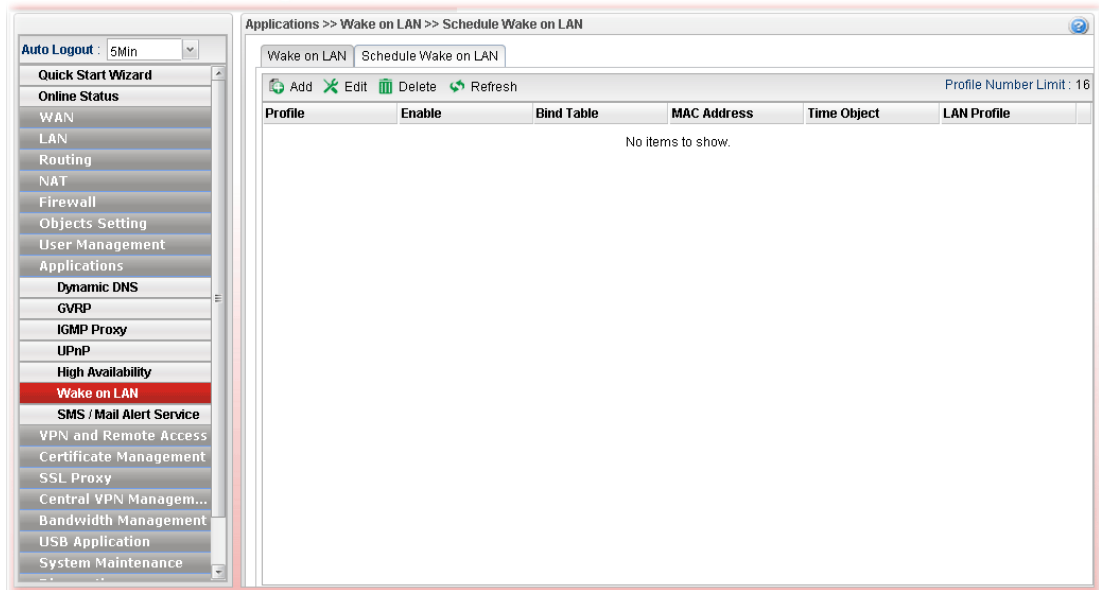 Applications >> Wake on LAN >> Schedule Wake on LAN
Auto Logout : 5Min
Quick Start Wizard
Online Status
WAN
LAN
Routing
NAT
Firewall
Objects Setting
User Management
Applications
Dynamic DNS
GVRP
IGMP Proxy
UPnP
High Availability
Wake on LAN
SMS / Mail Alert Service
VPN and Remote Access
Certificate Management
SSL Proxy
Central VPN Managem...
Bandwidth Management
USB Application
System Maintenance
Wake on LAN Schedule Wake on LAN
Add Edit Delete Refresh Profile Number Limit : 16
Profile Enable Bind Table MAC Address Time Object LAN Profile
No items to show.